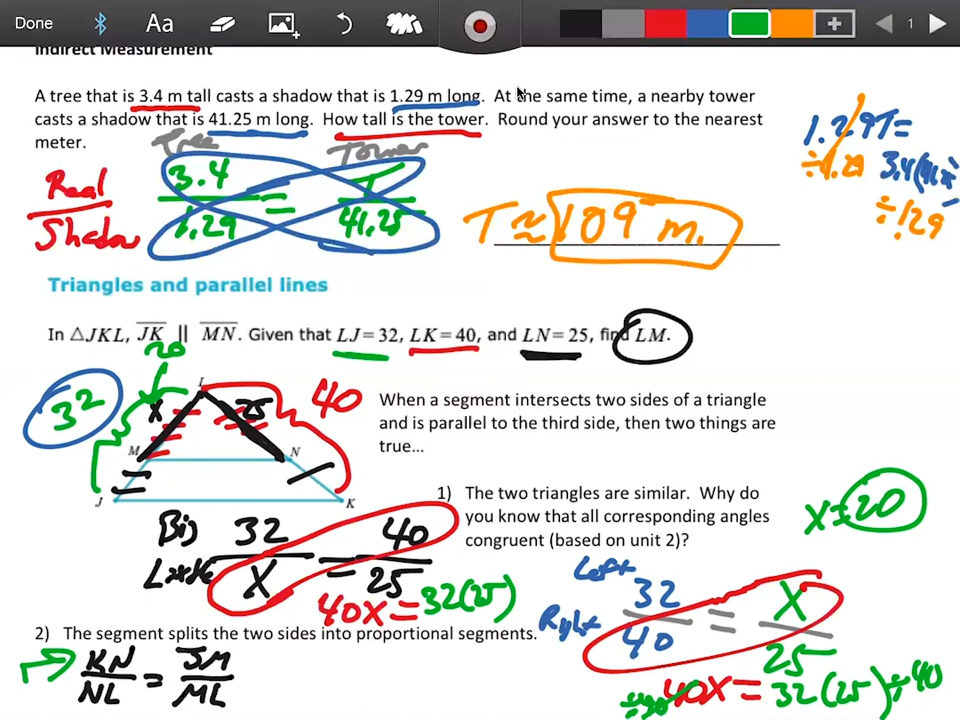 Done
Aa
1
Indirect Measurement
A tree that is 3.4 m tall casts a shadow that is 1.29 m long. At the same time, a nearby tower
casts a shadow that is 41.25 m long. How tall is the tower. Round your answer to the nearest
meter.
Tree
Tower
Real
Shadow
3.4
1.29
=
T
41.25
T ≈ 109 m.
1.29T =
÷1.29
3.4(41.25
÷1.29
Triangles and parallel lines
In △JKL, JK || MN. Given that LJ = 32, LK = 40, and LN = 25, find LM.
20
32
X
25
40
L
M
N
J
K
When a segment intersects two sides of a triangle
and is parallel to the third side, then two things are
true...
1) The two triangles are similar. Why do
you know that all corresponding angles
congruent (based on unit 2)?
X = 20
Big 32 = 40
Little X 25
40X = 32(25)
Left 32 = X
Right 40 25
40X = 32(25) ÷40
÷40
2) The segment splits the two sides into proportional segments.
KN = JM
NL ML